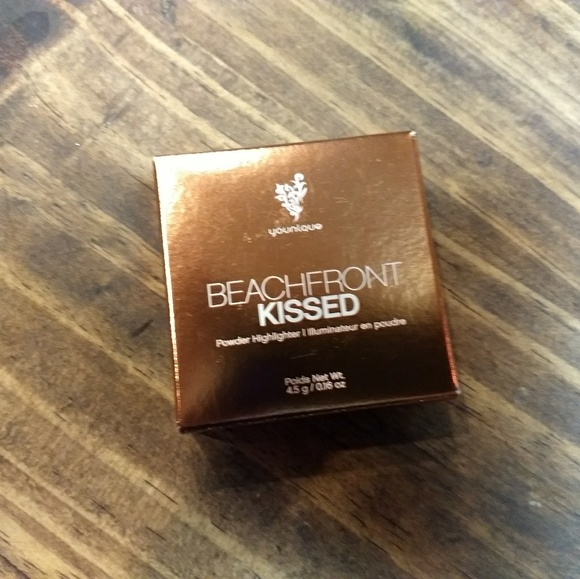 younique
BEACHFRONT
KISSED
Powder Highlighter | Illuminateur en poudre
Poids Net Wt.
4.5 g / 0.16 oz